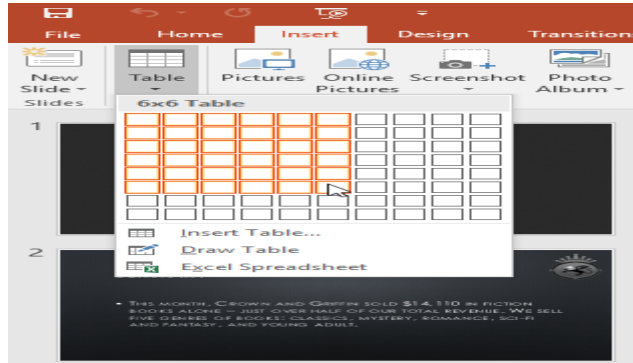 File Home Insert Design Transition
New Slide Table Pictures Online Pictures Screenshot Photo Album
Slides
6x6 Table
1
Insert Table...
Draw Table
Excel Spreadsheet
2
• This month, Crown and Griffin sold $14,110 in fiction
books alone – just over half of our total revenue. We sell
five genres of books: classics, mystery, romance, sci-fi
and fantasy, and young adult.